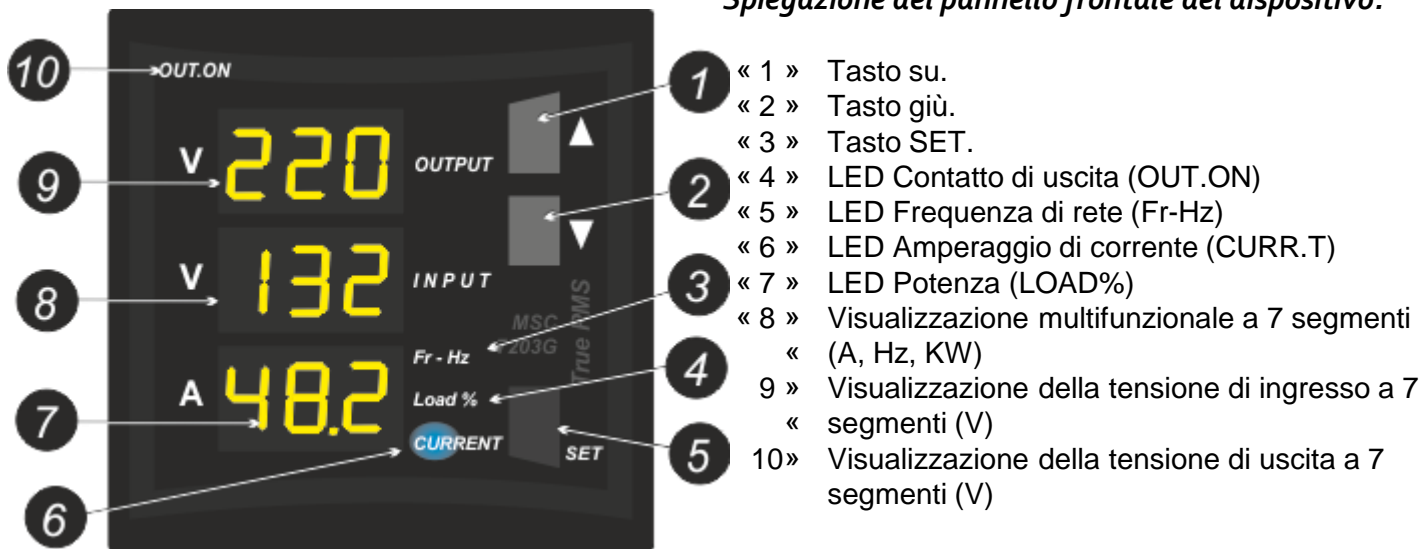 Spiegazione del pannello frontale del dispositivo:
10
OUT.ON
1
V
220
OUTPUT
9
2
V
132
INPUT
8
3
MSC
203G
True RMS
Fr - Hz
A
48.2
Load %
4
7
CURRENT
SET
5
6
« 1 » Tasto su.
« 2 » Tasto giù.
« 3 » Tasto SET.
« 4 » LED Contatto di uscita (OUT.ON)
« 5 » LED Frequenza di rete (Fr-Hz)
« 6 » LED Amperaggio di corrente (CURR.T)
« 7 » LED Potenza (LOAD%)
« 8 » Visualizzazione multifunzionale a 7 segmenti
« (A, Hz, KW)
9 » Visualizzazione della tensione di ingresso a 7
« segmenti (V)
10» Visualizzazione della tensione di uscita a 7
segmenti (V)